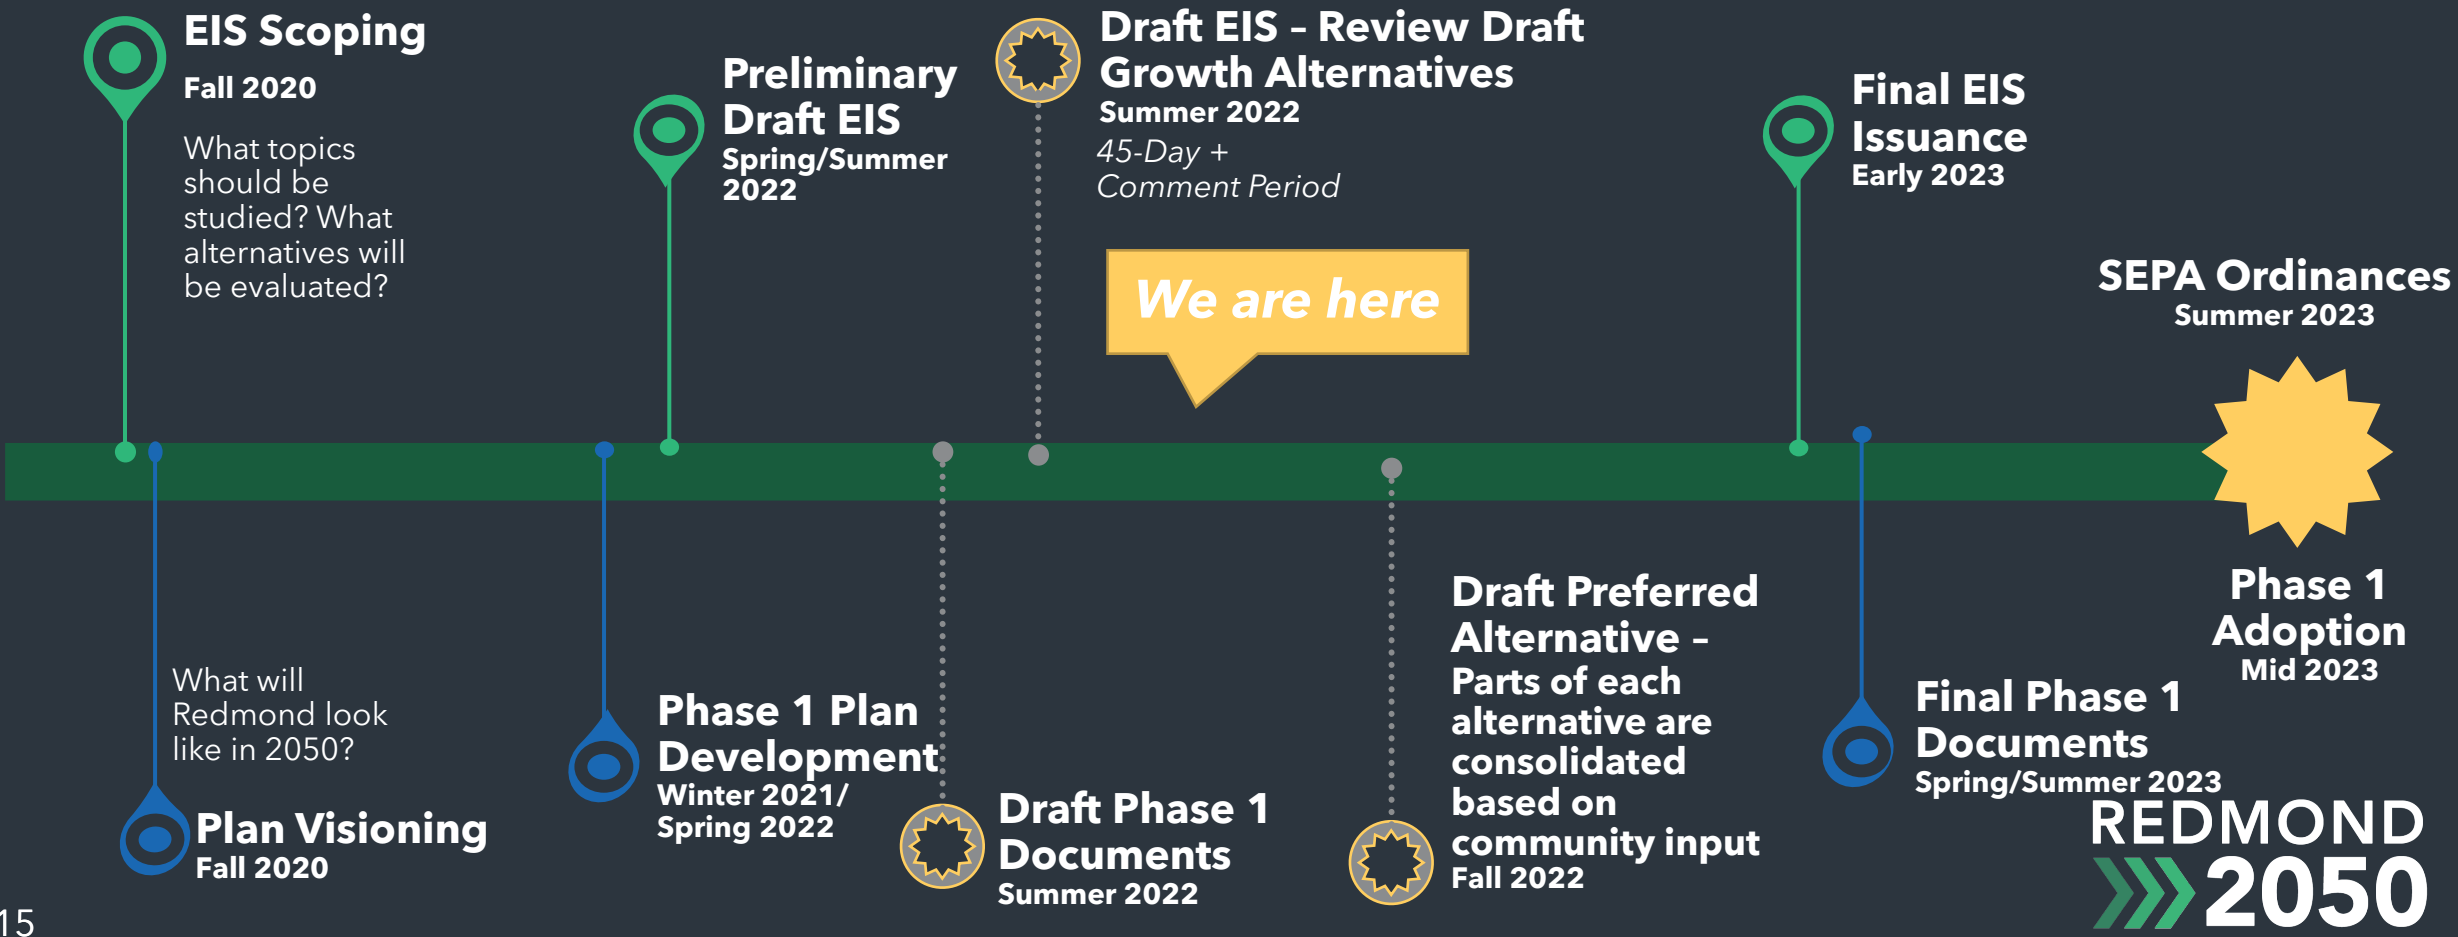 EIS Scoping
Fall 2020
What topics
should be
studied? What
alternatives will
be evaluated?
Preliminary
Draft EIS
Spring/Summer
2022
Draft EIS – Review Draft
Growth Alternatives
Summer 2022
45-Day +
Comment Period
We are here
Final EIS
Issuance
Early 2023
SEPA Ordinances
Summer 2023
What will
Redmond look
like in 2050?
Plan Visioning
Fall 2020
Phase 1 Plan
Development
Winter 2021/
Spring 2022
Draft Phase 1
Documents
Summer 2022
Draft Preferred
Alternative –
Parts of each
alternative are
consolidated
based on
community input
Fall 2022
Final Phase 1
Documents
Spring/Summer 2023
Phase 1
Adoption
Mid 2023
REDMOND
2050
15